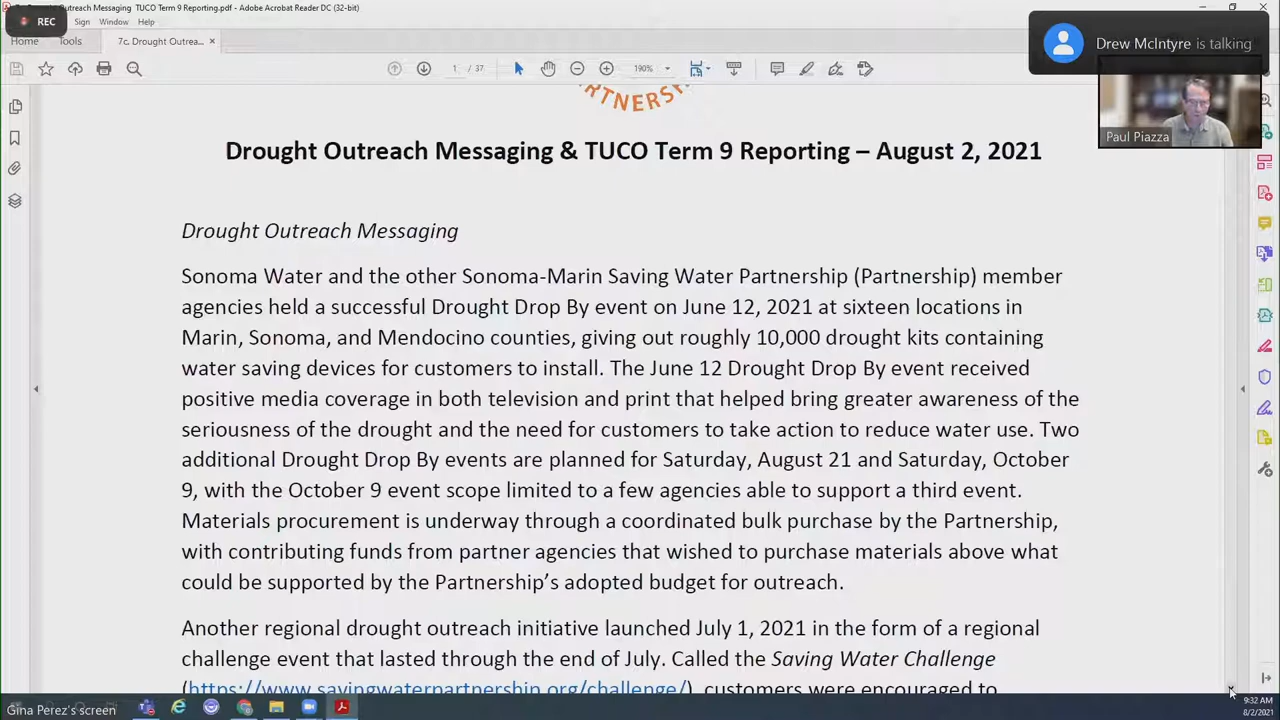 Outreach Messaging TUCO Term 9 Reporting.pdf - Adobe Acrobat Reader DC (32-bit)
REC
Sign Window Help
Home Tools 7c. Drought Outrea... ×
1 / 37 190%
Drew McIntyre is talking
Paul Piazza
ARTNERS
Drought Outreach Messaging & TUCO Term 9 Reporting – August 2, 2021
Drought Outreach Messaging
Sonoma Water and the other Sonoma-Marin Saving Water Partnership (Partnership) member
agencies held a successful Drought Drop By event on June 12, 2021 at sixteen locations in
Marin, Sonoma, and Mendocino counties, giving out roughly 10,000 drought kits containing
water saving devices for customers to install. The June 12 Drought Drop By event received
positive media coverage in both television and print that helped bring greater awareness of the
seriousness of the drought and the need for customers to take action to reduce water use. Two
additional Drought Drop By events are planned for Saturday, August 21 and Saturday, October
9, with the October 9 event scope limited to a few agencies able to support a third event.
Materials procurement is underway through a coordinated bulk purchase by the Partnership,
with contributing funds from partner agencies that wished to purchase materials above what
could be supported by the Partnership's adopted budget for outreach.
Another regional drought outreach initiative launched July 1, 2021 in the form of a regional
challenge event that lasted through the end of July. Called the Saving Water Challenge
(https://www.savingwaterpartnership.org/challenge/), customers were encouraged to
Gina Perez's screen
9:32 AM
8/2/2021